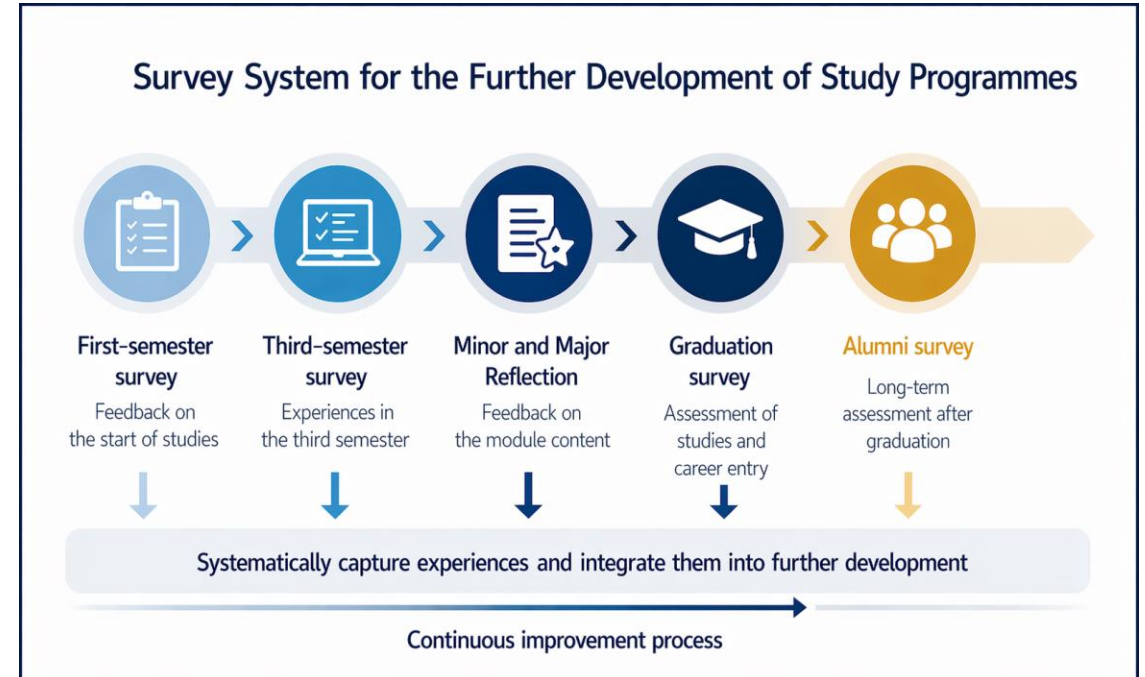 Survey System for the Further Development of Study Programmes
First-semester
survey
Feedback on
the start of studies
Third-semester
survey
Experiences in
the third semester
Minor and Major
Reflection
Feedback on
the module content
Graduation
survey
Assessment of
studies and
career entry
Alumni survey
Long-term
assessment after
graduation
Systematically capture experiences and integrate them into further development
Continuous improvement process